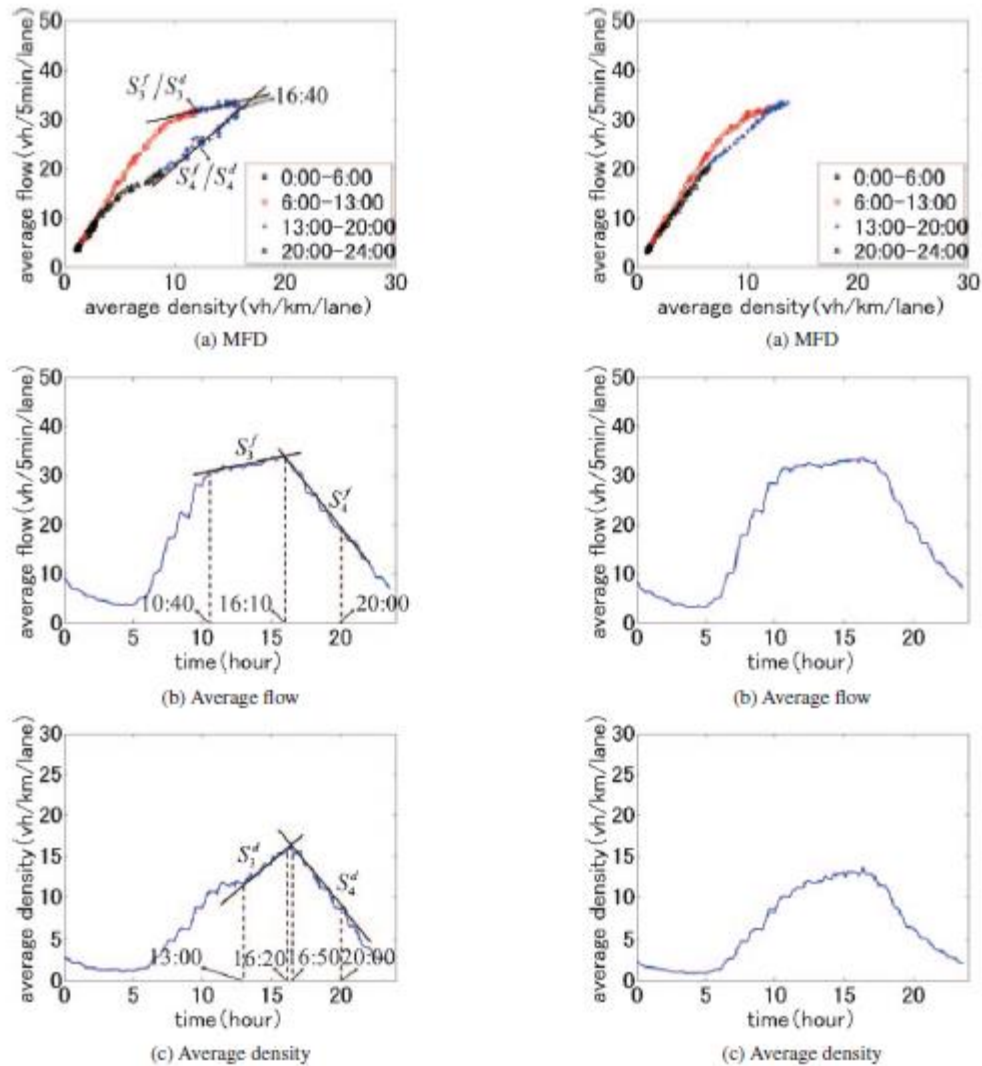 average flow(vh/5min/lane)
50
40
30
20
10
0
S_3^f/S_3^d
16:40
S_4^f/S_4^d
0:00-6:00
6:00-13:00
13:00-20:00
20:00-24:00
0 10 20 30
average density(vh/km/lane)
(a) MFD
average flow(vh/5min/lane)
50
40
30
20
10
0
0:00-6:00
6:00-13:00
13:00-20:00
20:00-24:00
0 10 20 30
average density(vh/km/lane)
(a) MFD
average flow(vh/5min/lane)
50
40
30
20
10
0
S_3^f
S_4^f
10:40 16:10 20:00
0 5 10 15 20
time(hour)
(b) Average flow
average flow(vh/5min/lane)
50
40
30
20
10
0
0 5 10 15 20
time(hour)
(b) Average flow
average density(vh/km/lane)
30
25
20
15
10
5
0
S_3^d
S_4^d
13:00 16:20 16:50 20:00
0 5 10 15 20
time(hour)
(c) Average density
average density(vh/km/lane)
30
25
20
15
10
5
0
0 5 10 15 20
time(hour)
(c) Average density